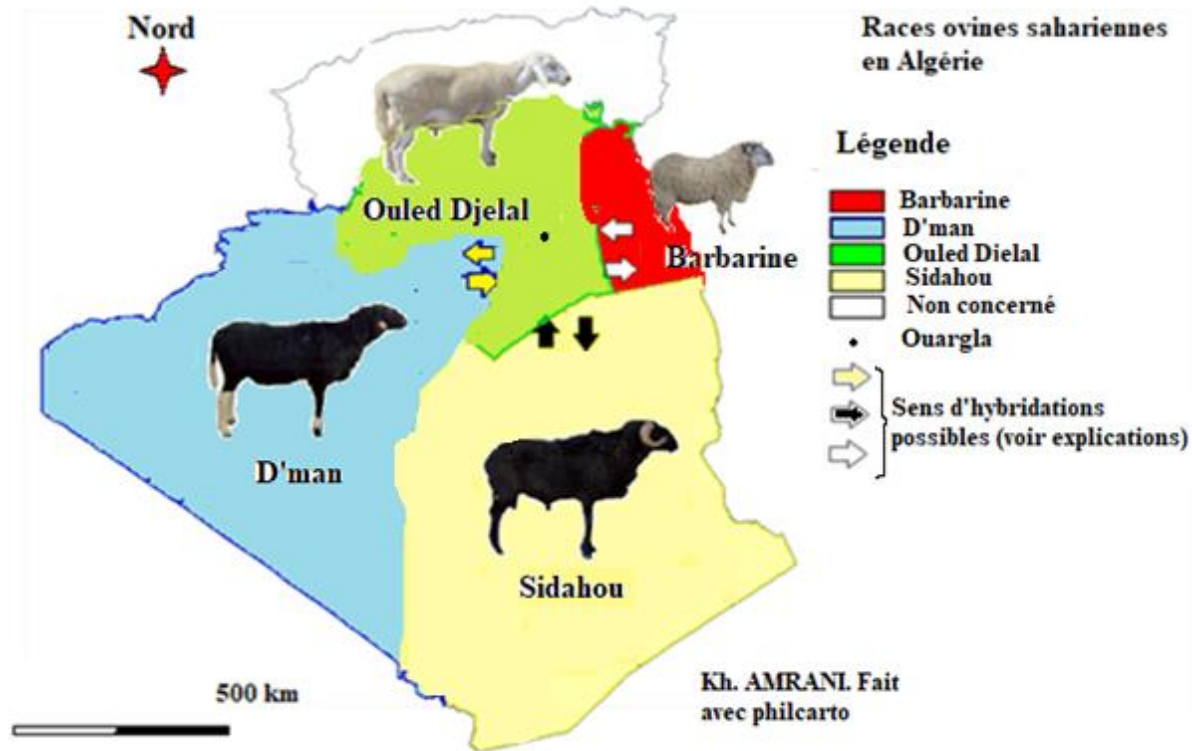 Nord
Races ovines sahariennes
en Algérie
Légende
Barbarine
D'man
Ouled Djelal
Sidahou
Non concerné
Ouargla
Sens d'hybridations
possibles (voir explications)
Ouled Djelal
Barbarine
D'man
Sidahou
500 km
Kh. AMRANI. Fait
avec philcarto